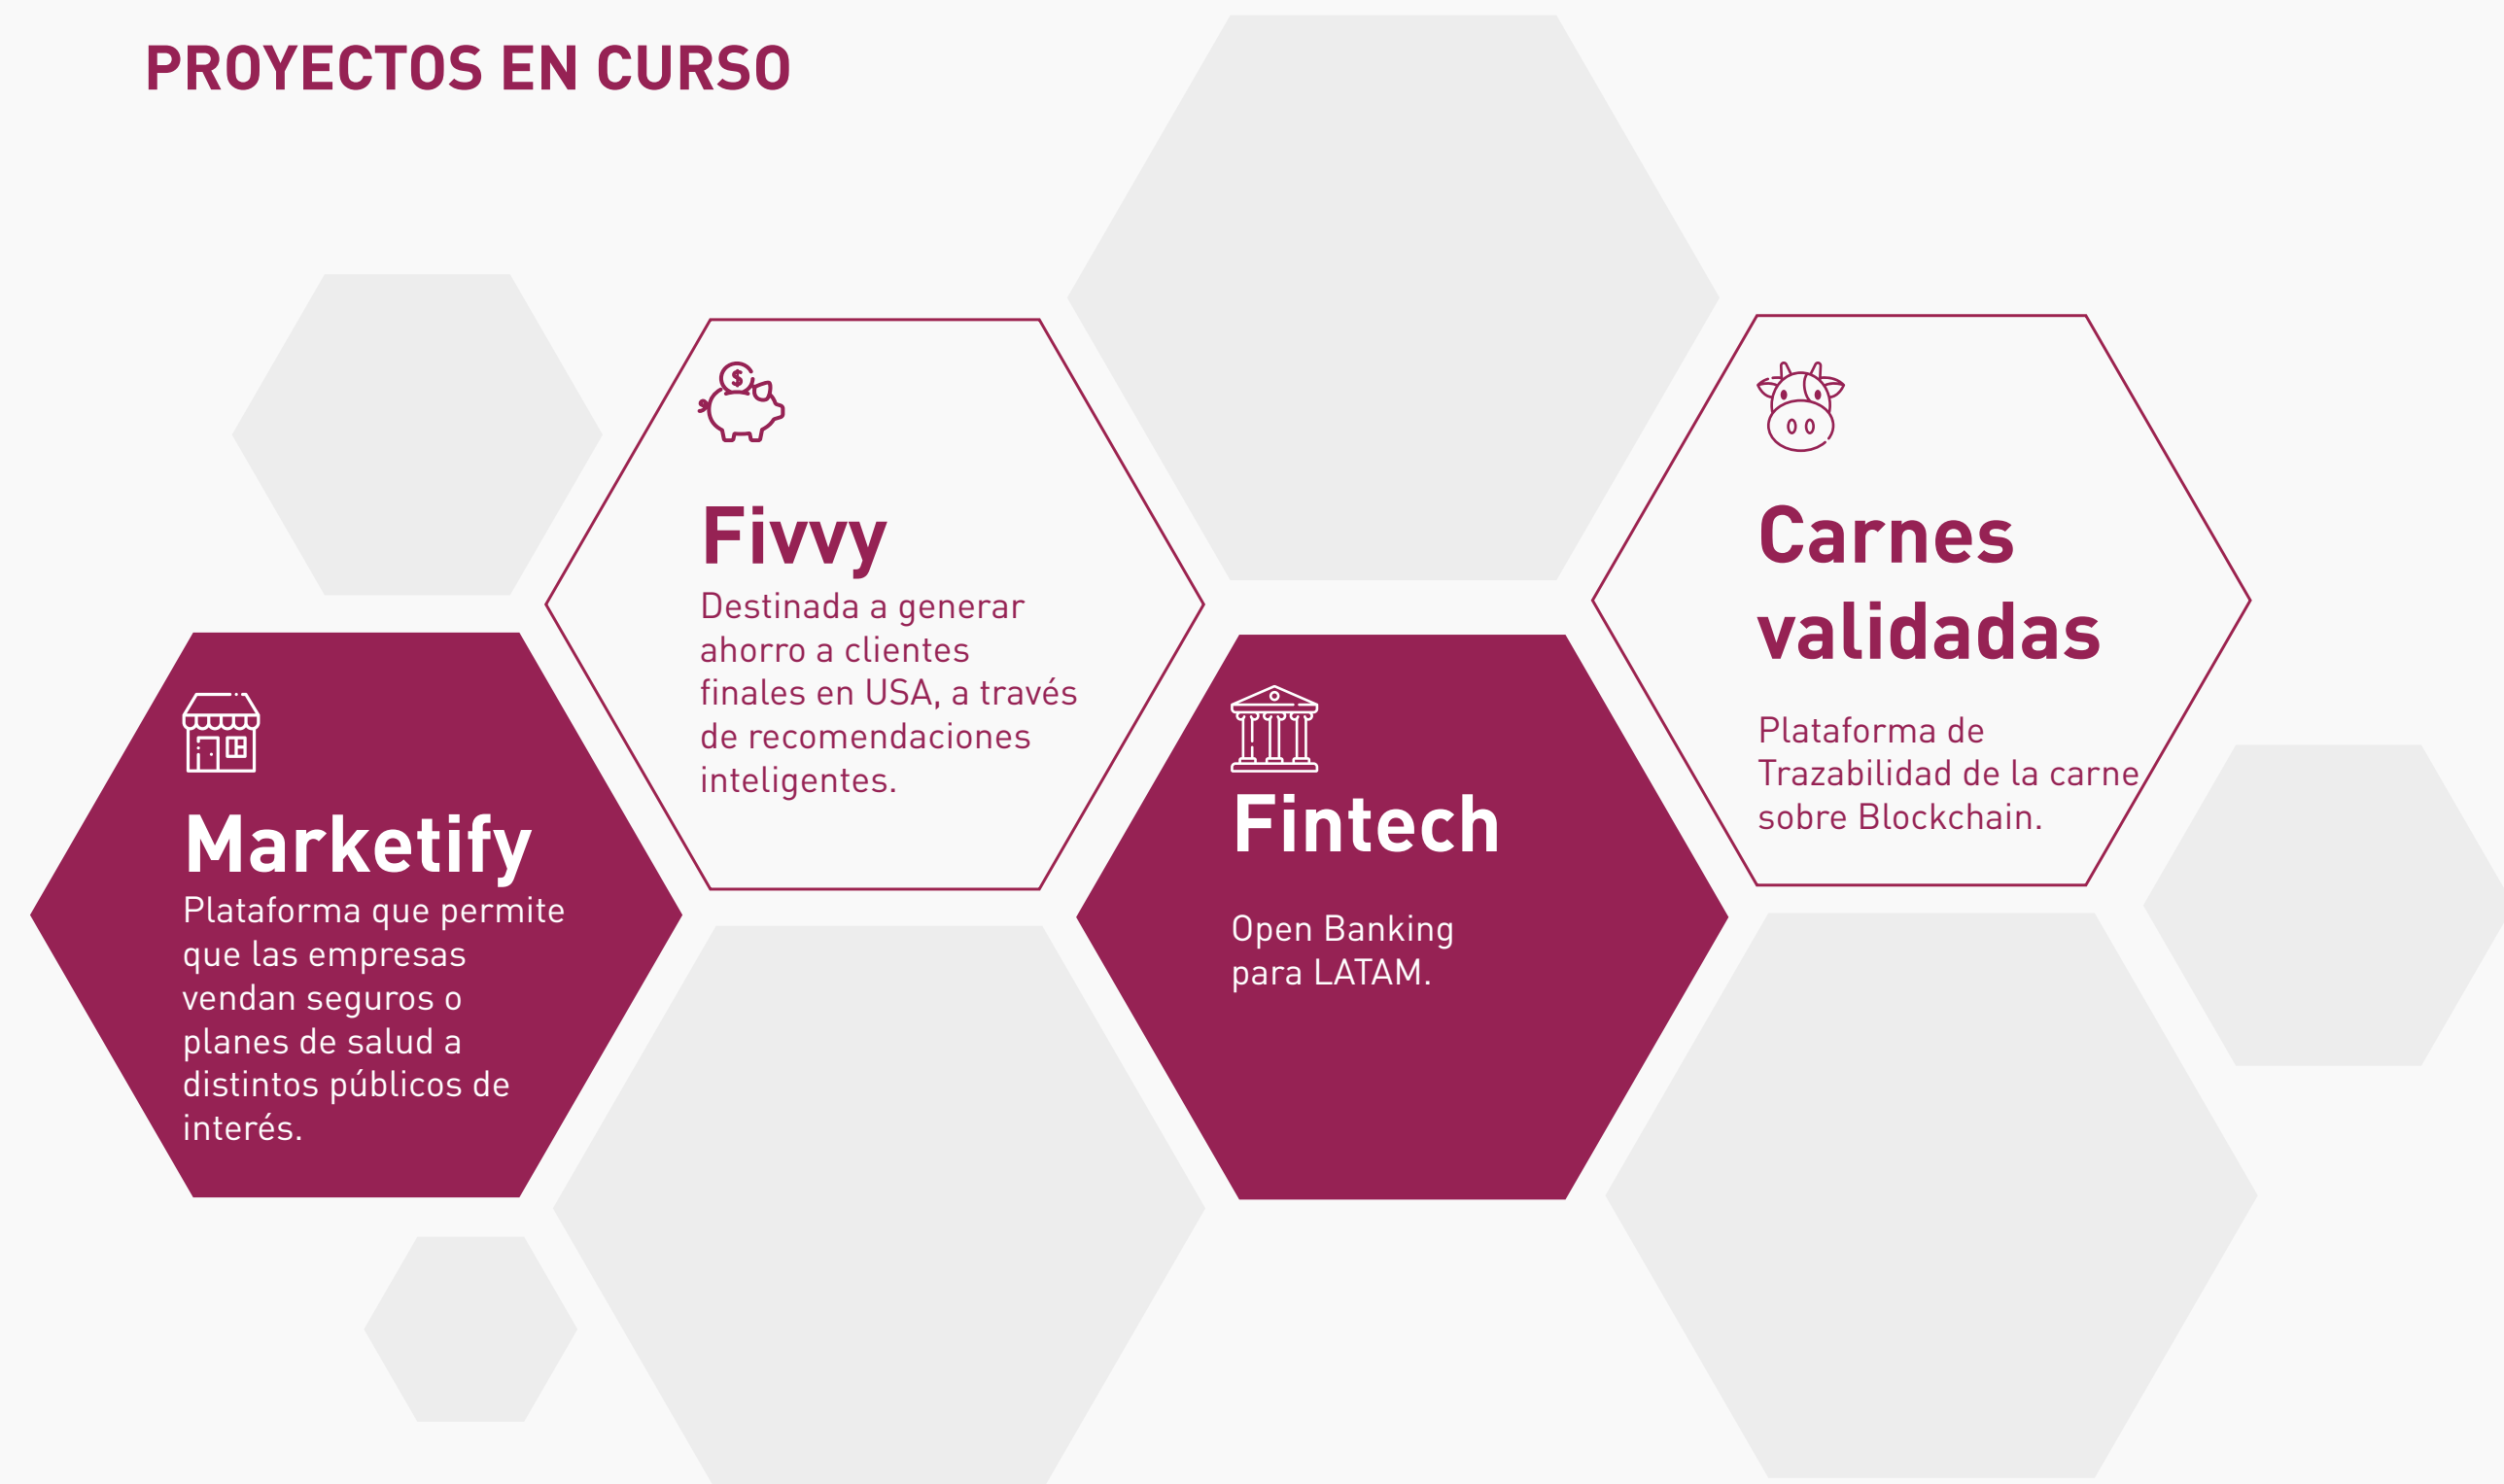 PROYECTOS EN CURSO
Marketify
Plataforma que permite
que las empresas
vendan seguros o
planes de salud a
distintos públicos de
interés.
Fivvy
Destinada a generar
ahorro a clientes
finales en USA, a través
de recomendaciones
inteligentes.
Fintech
Open Banking
para LATAM.
Carnes
validadas
Plataforma de
Trazabilidad de la carne
sobre Blockchain.